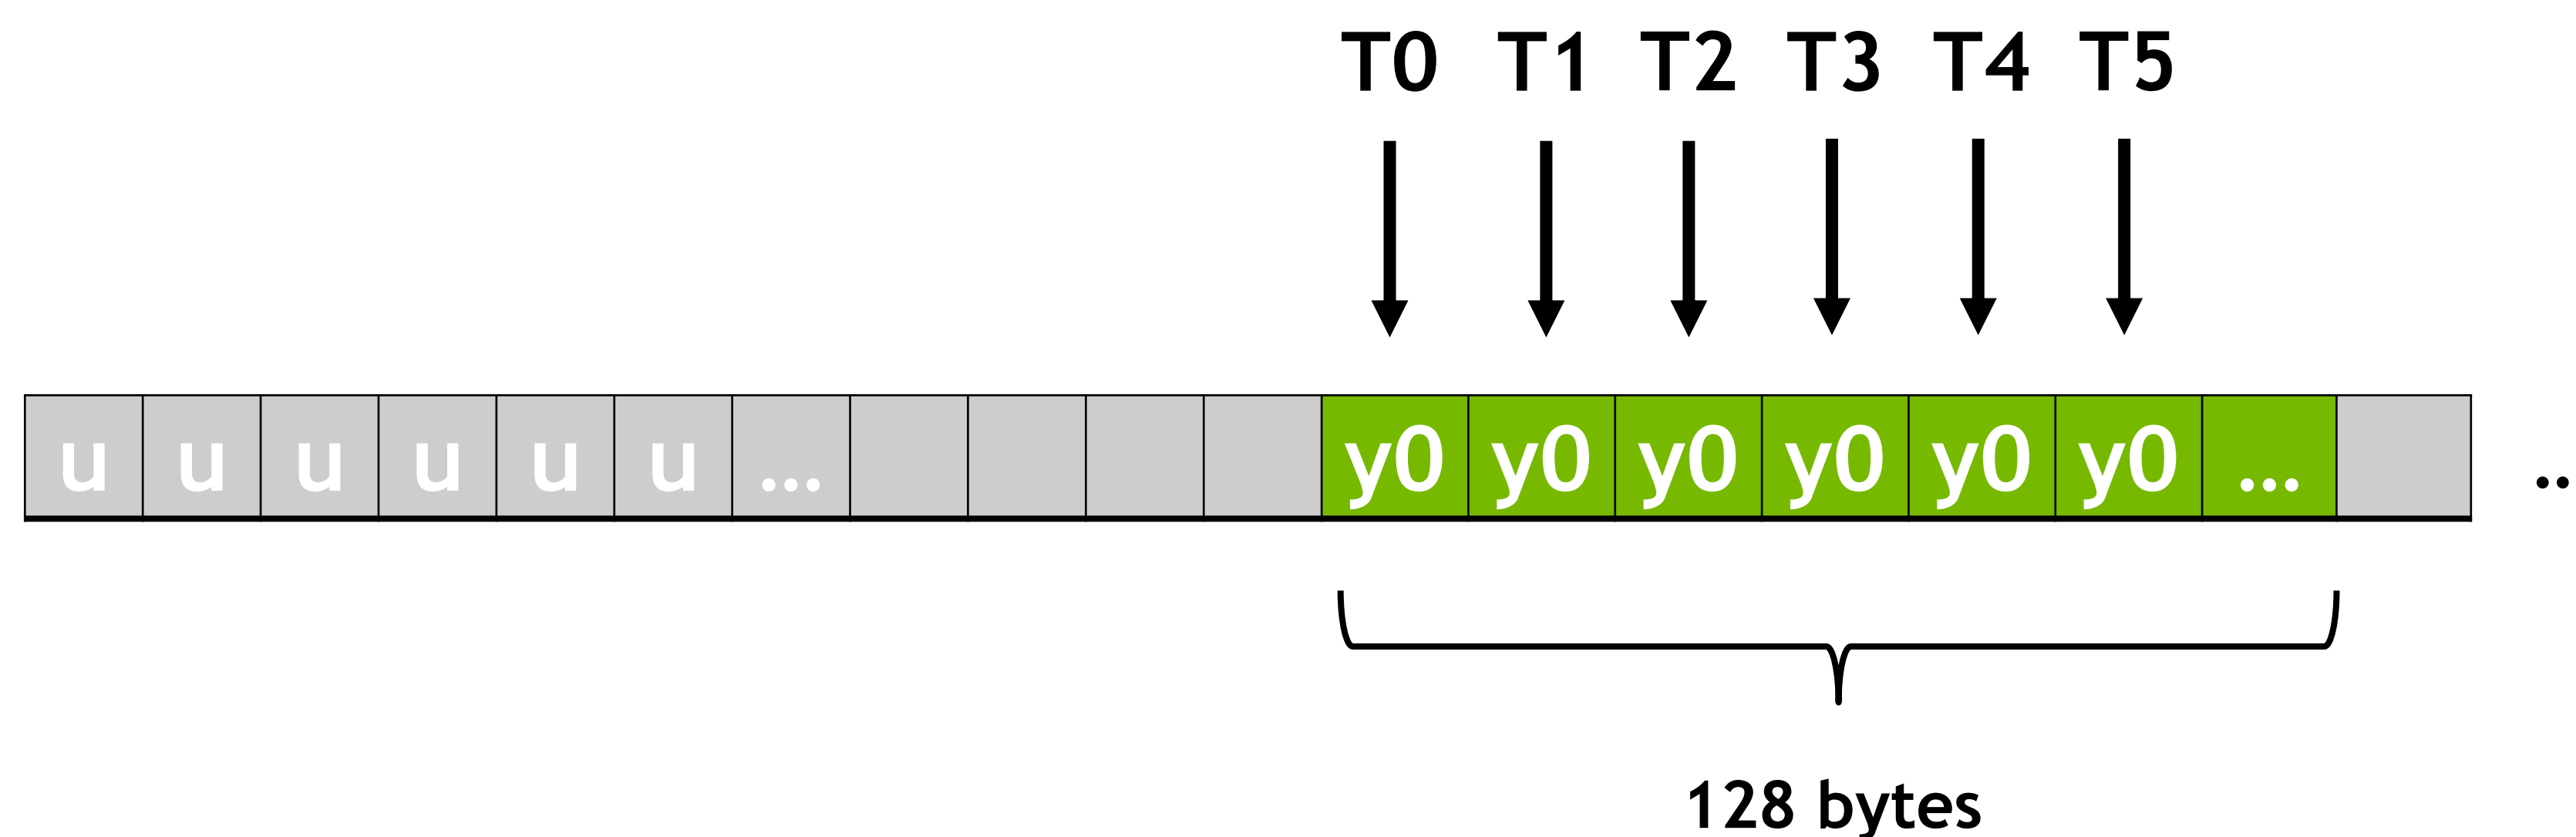 T0 T1 T2 T3 T4 T5
u u u u u u ... y0 y0 y0 y0 y0 y0 ... ..
128 bytes